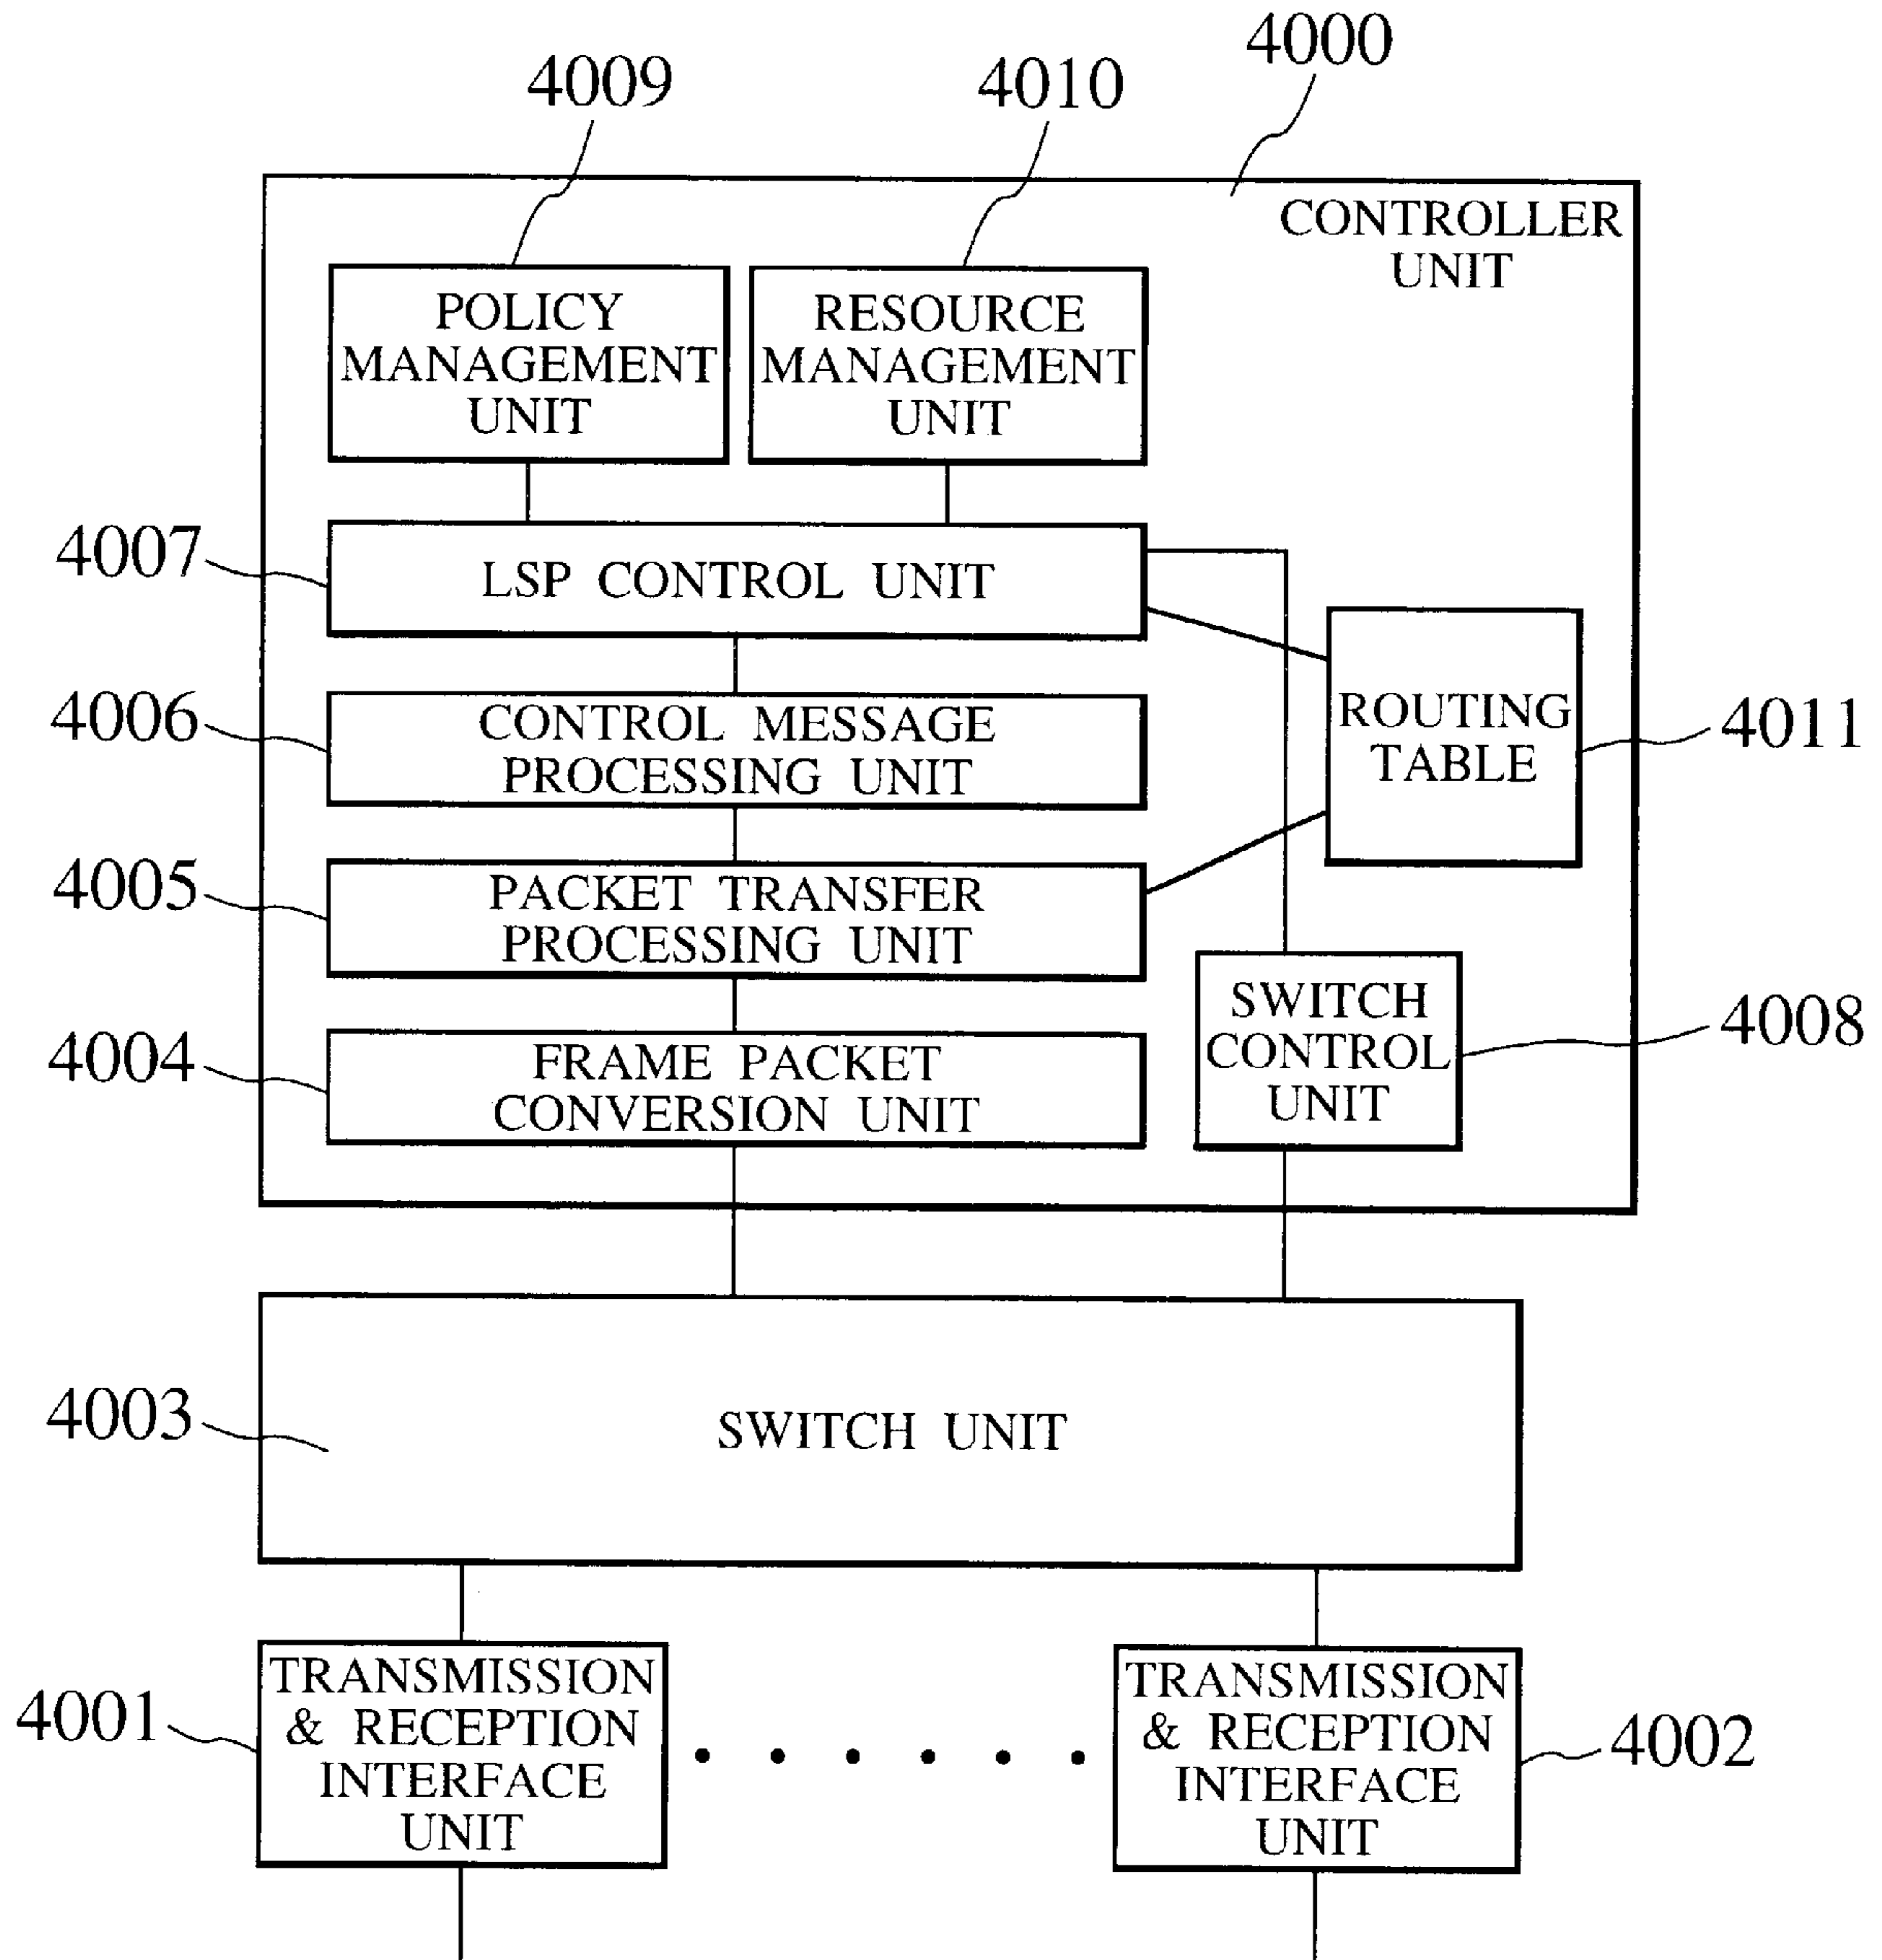 4000
4009
4010
CONTROLLER
UNIT
POLICY
MANAGEMENT
UNIT
RESOURCE
MANAGEMENT
UNIT
4007
LSP CONTROL UNIT
4006
CONTROL MESSAGE
PROCESSING UNIT
ROUTING
TABLE
4011
4005
PACKET TRANSFER
PROCESSING UNIT
4004
FRAME PACKET
CONVERSION UNIT
SWITCH
CONTROL
UNIT
4008
4003
SWITCH UNIT
4001
TRANSMISSION
& RECEPTION
INTERFACE
UNIT
TRANSMISSION
& RECEPTION
INTERFACE
UNIT
4002